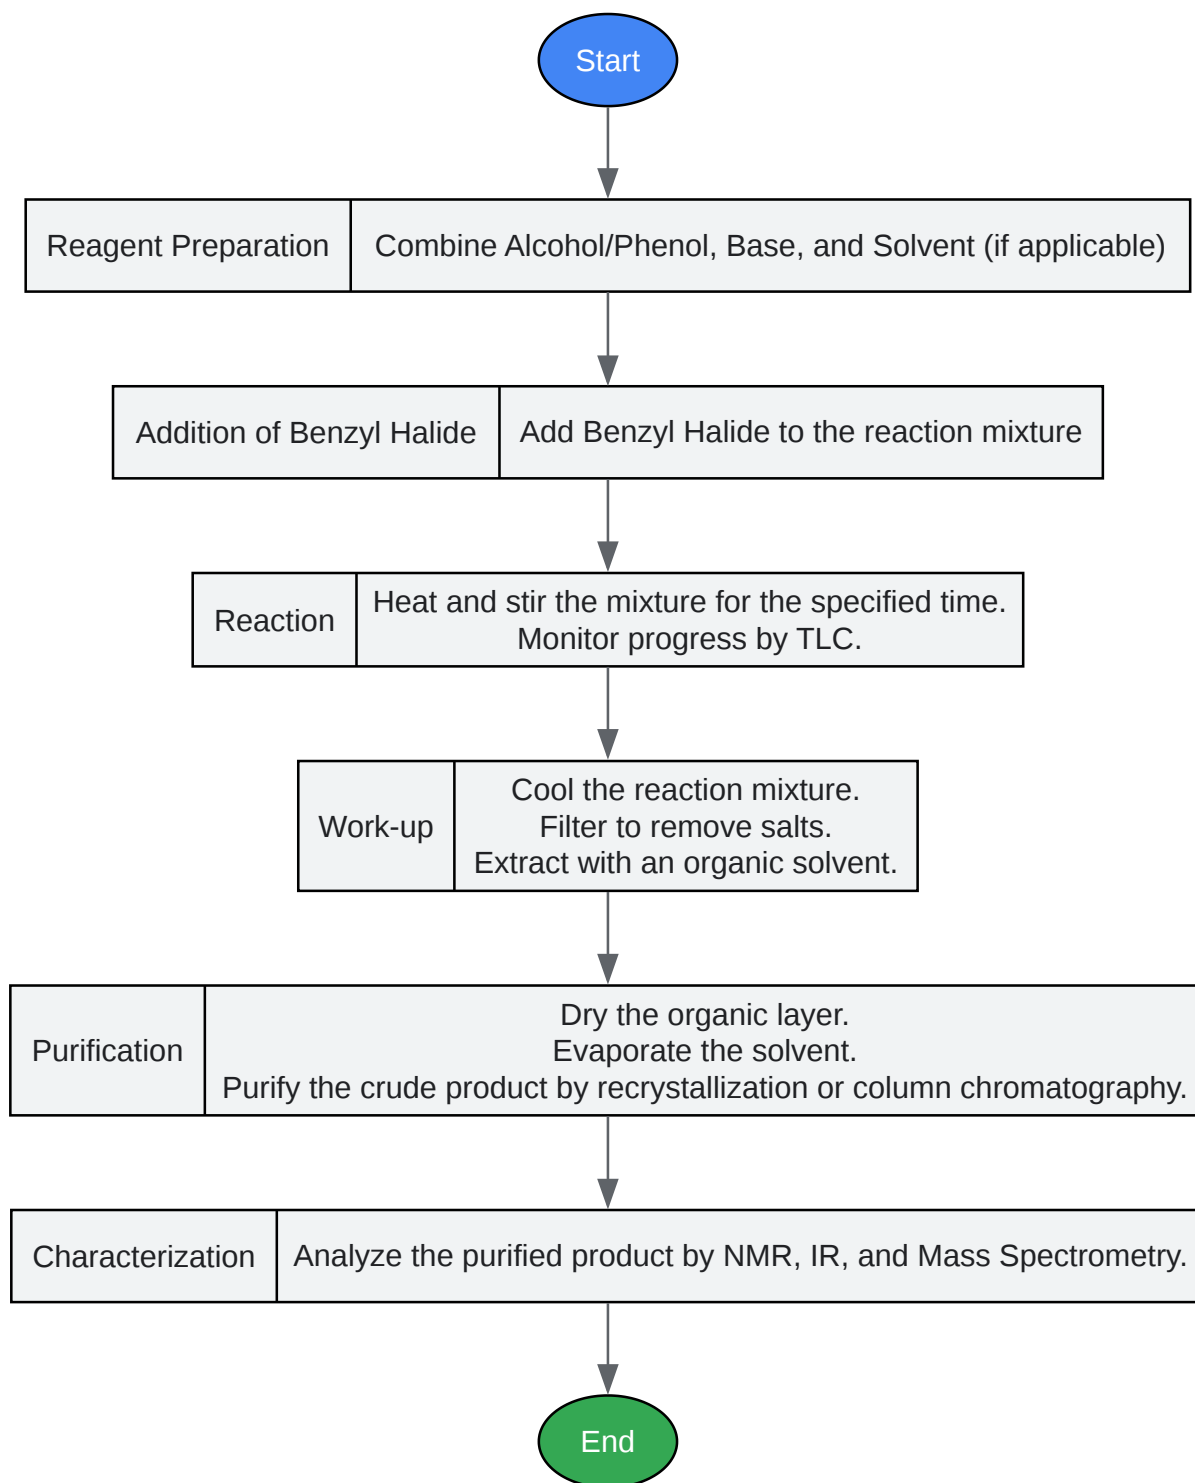 Start
Reagent Preparation
Combine Alcohol/Phenol, Base, and Solvent (if applicable)
Addition of Benzyl Halide
Add Benzyl Halide to the reaction mixture
Reaction
Heat and stir the mixture for the specified time.
Monitor progress by TLC.
Work-up
Cool the reaction mixture.
Filter to remove salts.
Extract with an organic solvent.
Purification
Dry the organic layer.
Evaporate the solvent.
Purify the crude product by recrystallization or column chromatography.
Characterization
Analyze the purified product by NMR, IR, and Mass Spectrometry.
End